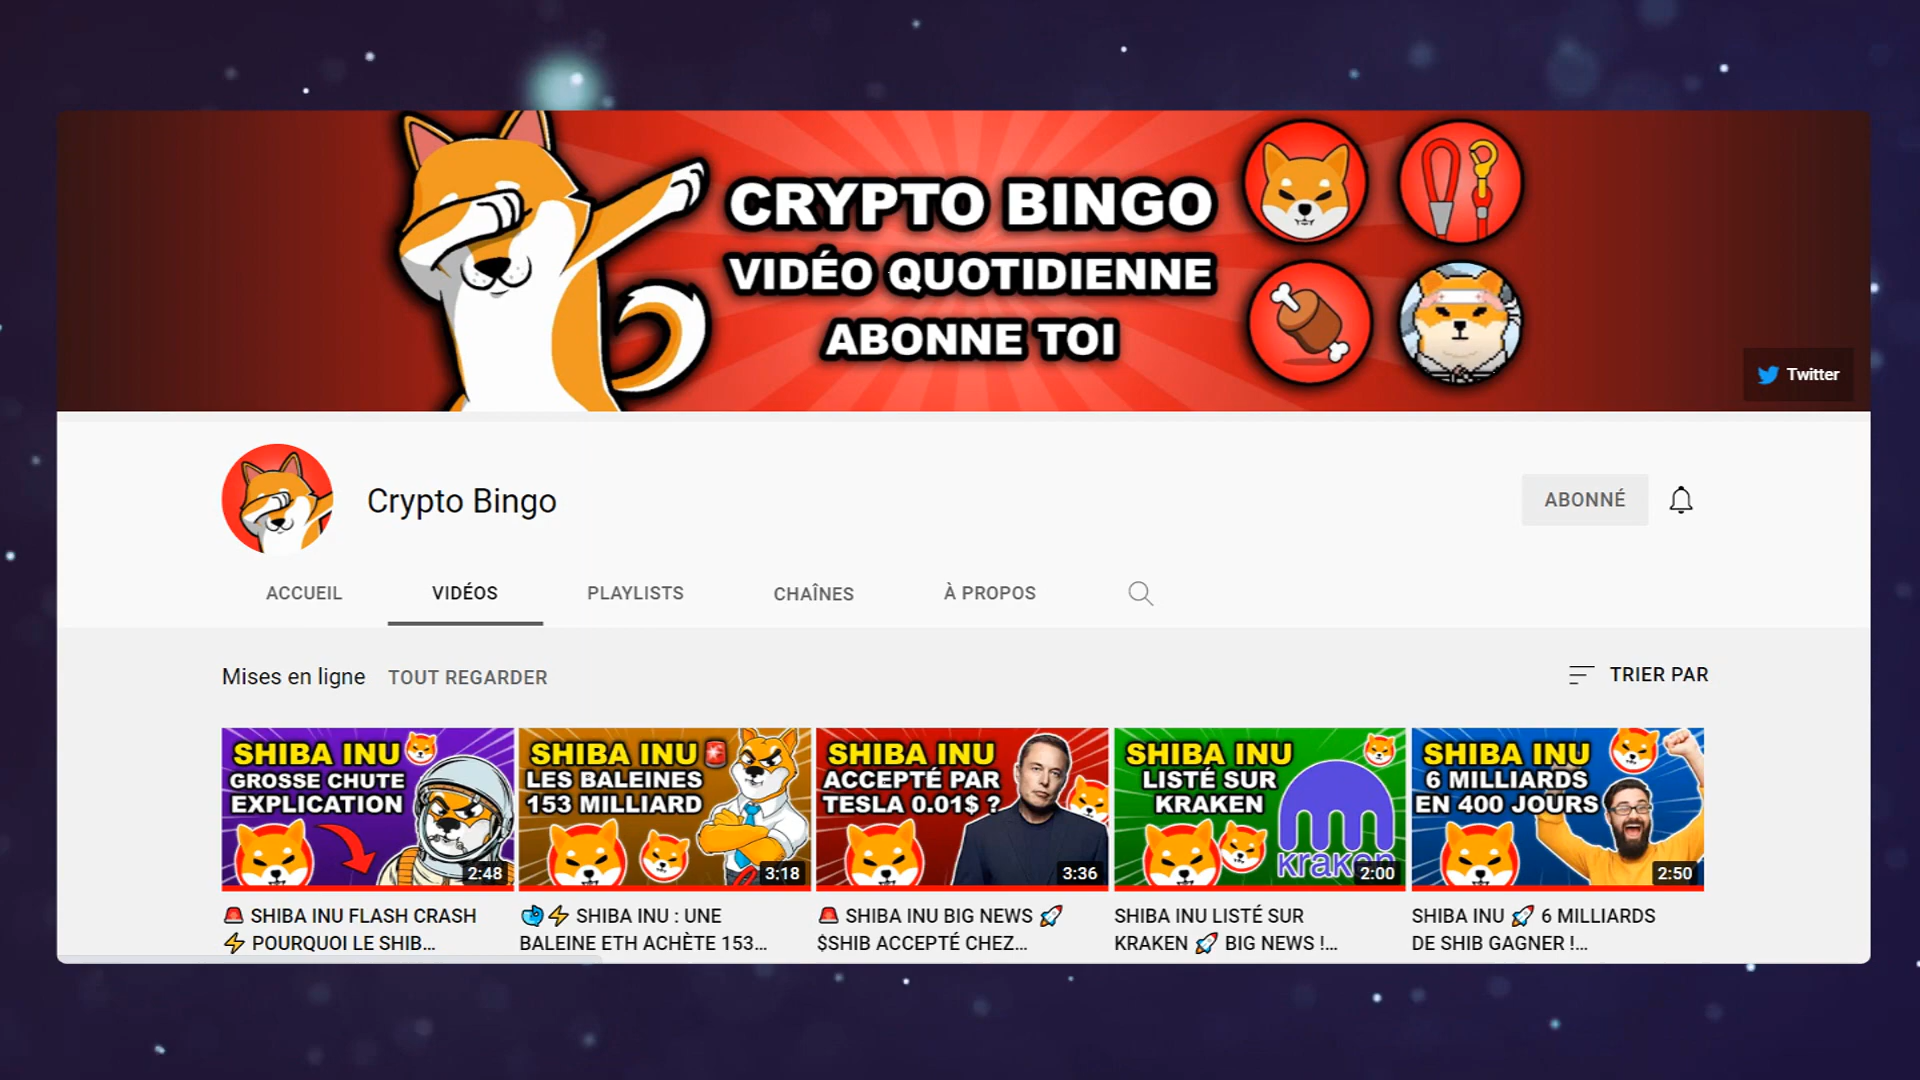 CRYPTO BINGO
VIDÉO QUOTIDIENNE
ABONNE TOI
Twitter
Crypto Bingo
ABONNÉ
ACCUEIL
VIDÉOS
PLAYLISTS
CHAÎNES
À PROPOS
Mises en ligne
TOUT REGARDER
TRIER PAR
SHIBA INU
GROSSE CHUTE
EXPLICATION
2:48
SHIBA INU
LES BALEINES
153 MILLIARD
3:18
SHIBA INU
ACCEPTÉ PAR
TESLA 0.01$ ?
3:36
SHIBA INU
LISTÉ SUR
KRAKEN
kraken
2:00
SHIBA INU
6 MILLIARDS
EN 400 JOURS
2:50
🚨 SHIBA INU FLASH CRASH
⚡ POURQUOI LE SHIB...
🐳⚡ SHIBA INU : UNE
BALEINE ETH ACHÈTE 153...
🚨 SHIBA INU BIG NEWS 🚀
$SHIB ACCEPTÉ CHEZ...
SHIBA INU LISTÉ SUR
KRAKEN 🚀 BIG NEWS !...
SHIBA INU 🚀 6 MILLIARDS
DE SHIB GAGNER !...